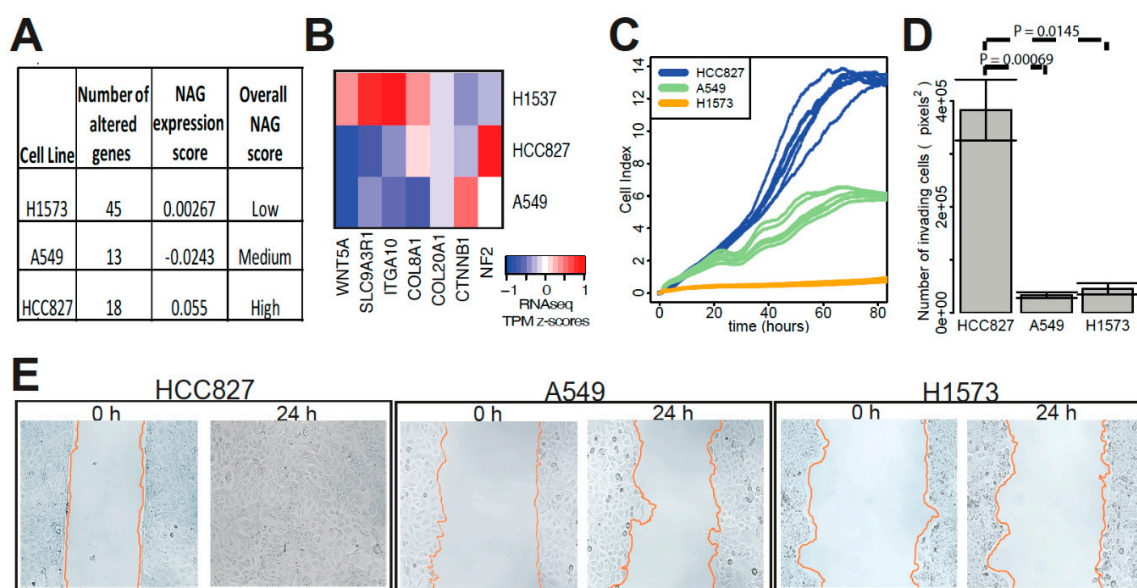 A
Cell Line Number of altered genes NAG expression score Overall NAG score
H1573 45 0.00267 Low
A549 13 -0.0243 Medium
HCC827 18 0.055 High
B
H1537
HCC827
A549
WNT5A
SLC9A3R1
ITGA10
COL8A1
COL20A1
CTNNB1
NF2
−1 0 1
RNAseq
TPM z-scores
C
HCC827
A549
H1573
Cell Index
14
12
10
8
6
4
2
0
0 20 40 60 80
time (hours)
D
P = 0.0145
P = 0.00069
Number of invading cells ( pixels²)
4e+05
2e+05
0e+00
HCC827 A549 H1573
E
HCC827
0 h 24 h
A549
0 h 24 h
H1573
0 h 24 h